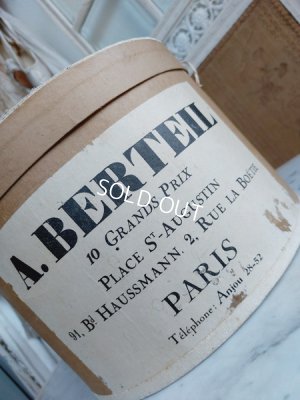 A. BERTEIL
10 GRANDS PRIX
PLACE ST AUGUSTIN
91, Bd HAUSSMANN. 2, RUE LA BOËTIE
PARIS
Téléphone: Anjou 28-52
SOLD OUT